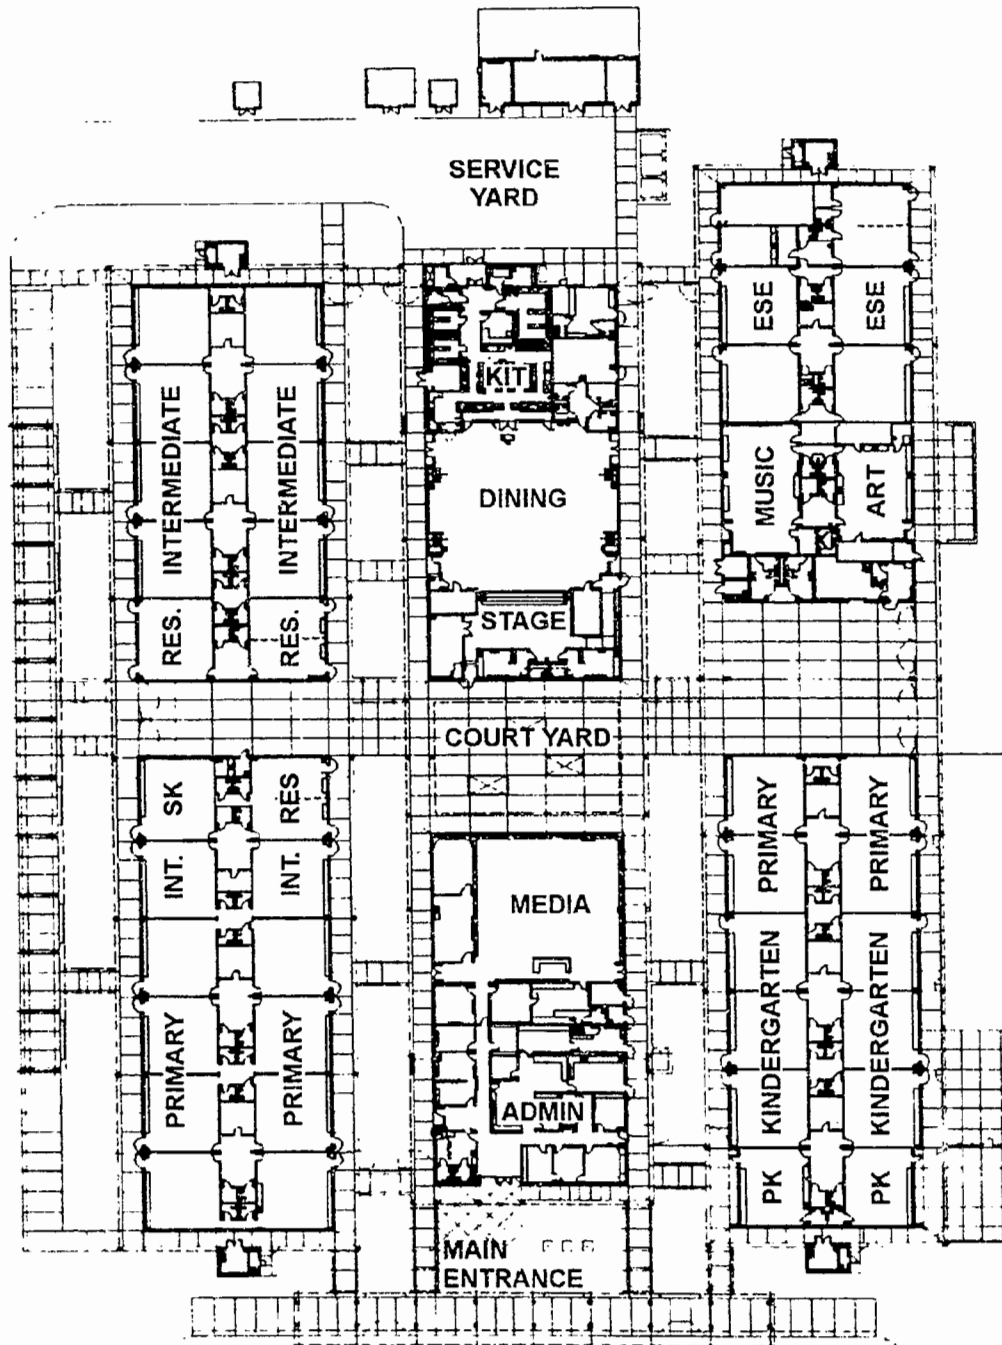 SERVICE
YARD
ESE
ESE
KIT
INTERMEDIATE
INTERMEDIATE
DINING
MUSIC
ART
RES.
RES.
STAGE
COURT YARD
SK
RES
PRIMARY
PRIMARY
INT.
INT.
MEDIA
KINDERGARTEN
KINDERGARTEN
PRIMARY
PRIMARY
ADMIN
PK
PK
MAIN
ENTRANCE